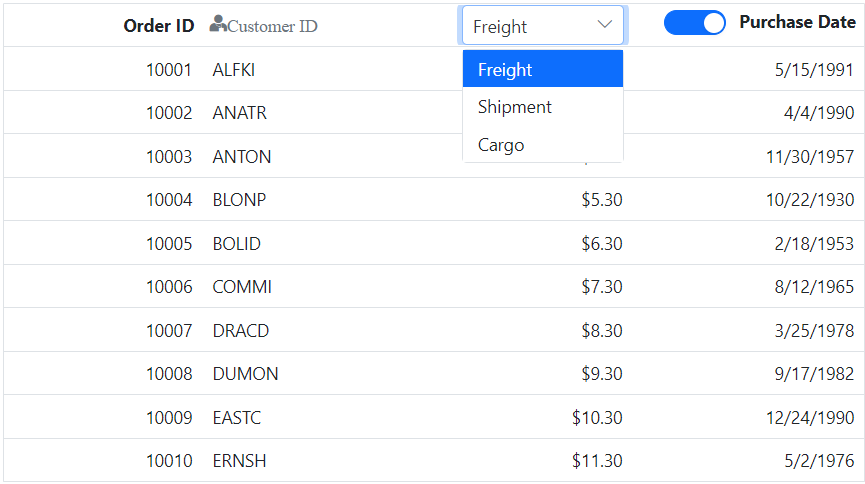 Order ID Customer ID Freight Purchase Date
10001 ALFKI Freight 5/15/1991
10002 ANATR Shipment 4/4/1990
10003 ANTON Cargo 11/30/1957
10004 BLONP $5.30 10/22/1930
10005 BOLID $6.30 2/18/1953
10006 COMMI $7.30 8/12/1965
10007 DRACD $8.30 3/25/1978
10008 DUMON $9.30 9/17/1982
10009 EASTC $10.30 12/24/1990
10010 ERNSH $11.30 5/2/1976